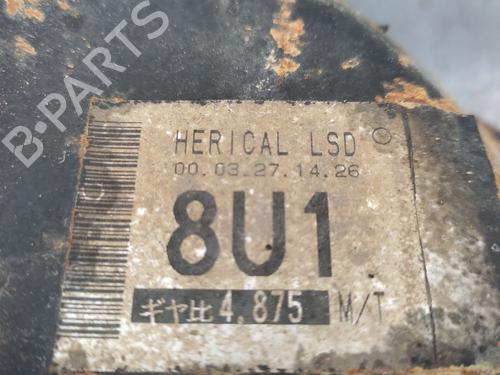 B-PARTS
HERICAL LSD
00.03.27.14.26
8U1
ギヤ比 4.875 M/T